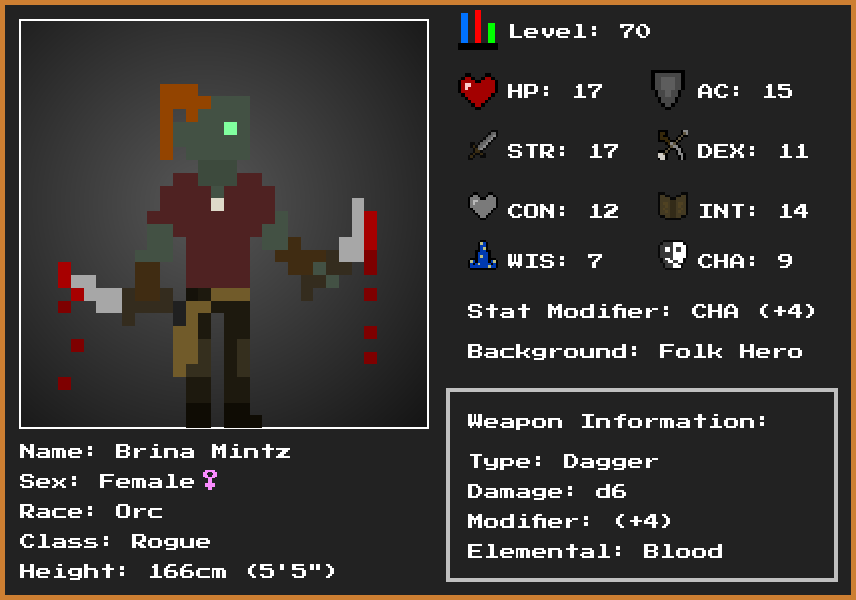 Level: 70
HP: 17
AC: 15
STR: 17
DEX: 11
CON: 12
INT: 14
WIS: 7
CHA: 9
Stat Modifier: CHA (+4)
Background: Folk Hero
Name: Brina Mintz
Sex: Female♀
Race: Orc
Class: Rogue
Height: 166cm (5'5")
Weapon Information:
Type: Dagger
Damage: d6
Modifier: (+4)
Elemental: Blood